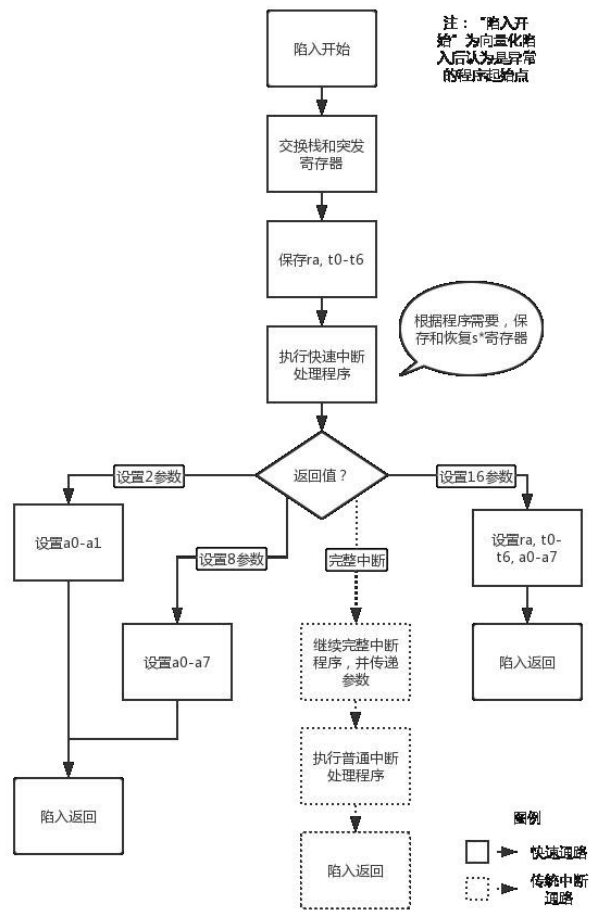 注："陷入开
始"为向量化陷
入后认为是异常
的程序起始点
陷入开始
交换栈和突发
寄存器
保存ra, t0-t6
根据程序需要，保
存和恢复s*寄存器
执行快速中断
处理程序
返回值？
设置2参数
设置16参数
设置a0-a1
设置8参数
完整中断
设置ra, t0-
t6, a0-a7
设置a0-a7
继续完整中断
程序，并传递
参数
陷入返回
执行普通中断
处理程序
陷入返回
陷入返回
图例
快速通路
传统中断
通路